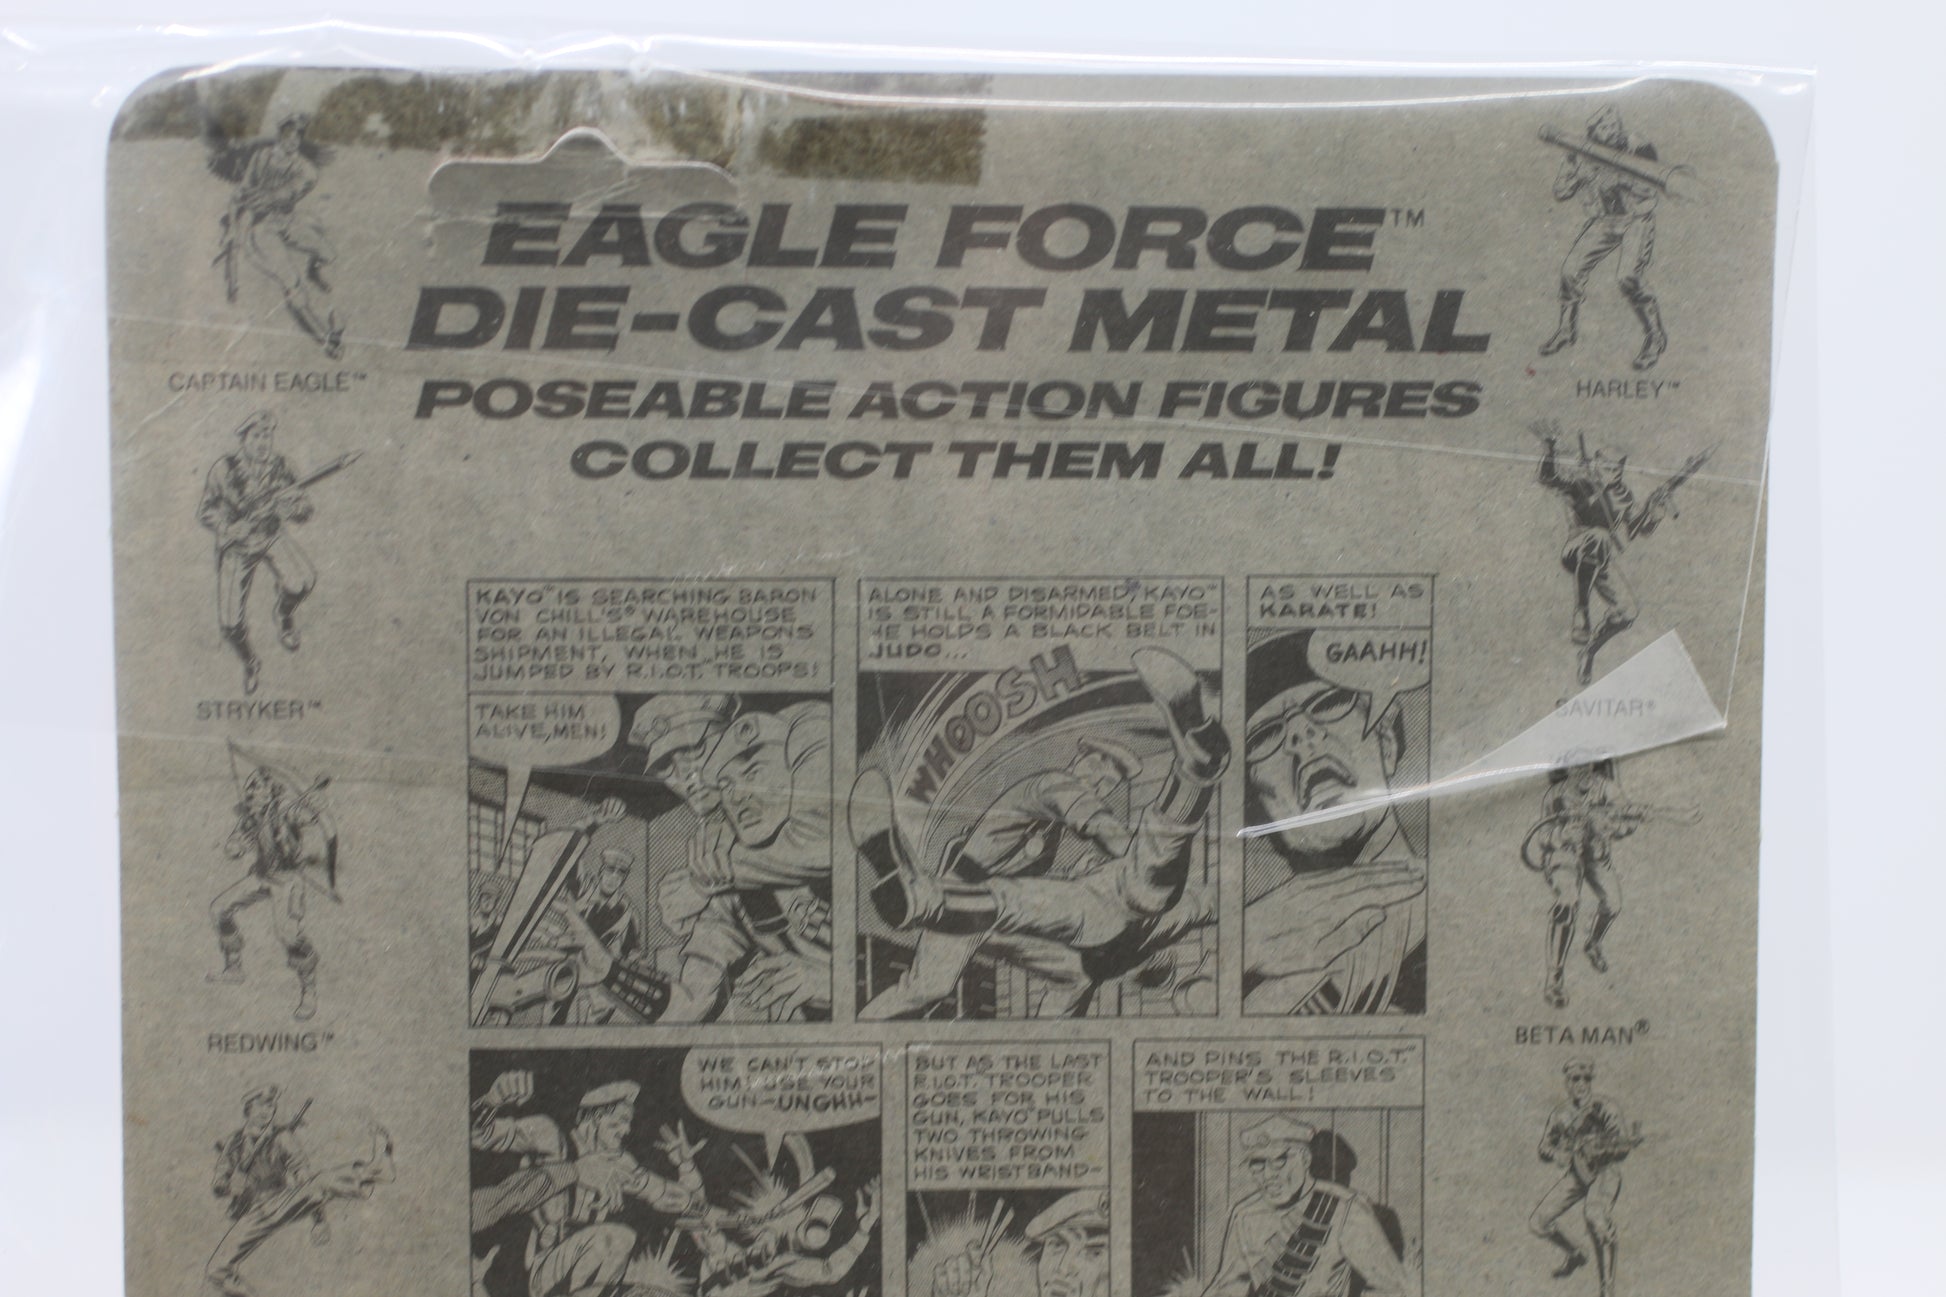 EAGLE FORCE™
DIE-CAST METAL
POSEABLE ACTION FIGURES
COLLECT THEM ALL!
CAPTAIN EAGLE™
HARLEY™
STRYKER™
SAVITAR®
REDWING™
BETA MAN®
KAYO™ IS SEARCHING BARON
VON CHILL'S® WAREHOUSE
FOR AN ILLEGAL WEAPONS
SHIPMENT, WHEN HE IS
JUMPED BY R.I.O.T.™ TROOPS!
TAKE HIM
ALIVE, MEN!
ALONE AND DISARMED, KAYO™
IS STILL A FORMIDABLE FOE-
HE HOLDS A BLACK BELT IN
JUDO...
WHOOSH
AS WELL AS
KARATE!
GAAHH!
WE CAN'T STOP
HIM! USE YOUR
GUN-UNGHH-
BUT AS THE LAST
R.I.O.T.™ TROOPER
GOES FOR HIS
GUN, KAYO™ PULLS
TWO THROWING
KNIVES FROM
HIS WRISTBAND-
AND PINS THE R.I.O.T.™
TROOPER'S SLEEVES
TO THE WALL!